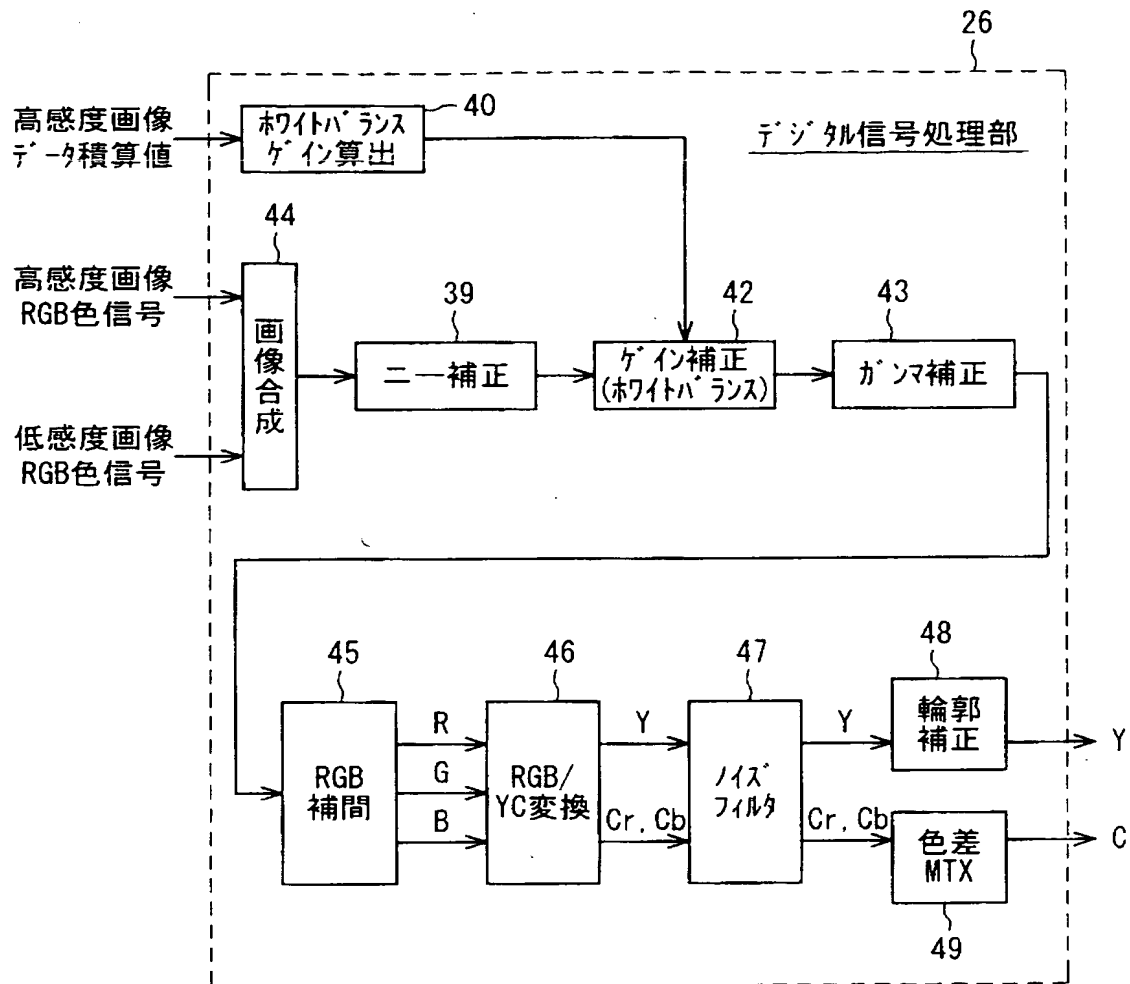 26
高感度画像
データ積算値
ホワイトバランス
ゲイン算出
40
デジタル信号処理部
44
高感度画像
RGB色信号
画像合成
39
ニー補正
42
ゲイン補正
(ホワイトバランス)
43
ガンマ補正
低感度画像
RGB色信号
45
RGB
補間
R
G
B
46
RGB/
YC変換
Y
Cr, Cb
47
ノイズ
フィルタ
Y
Cr, Cb
48
輪郭
補正
Y
色差
MTX
49
C